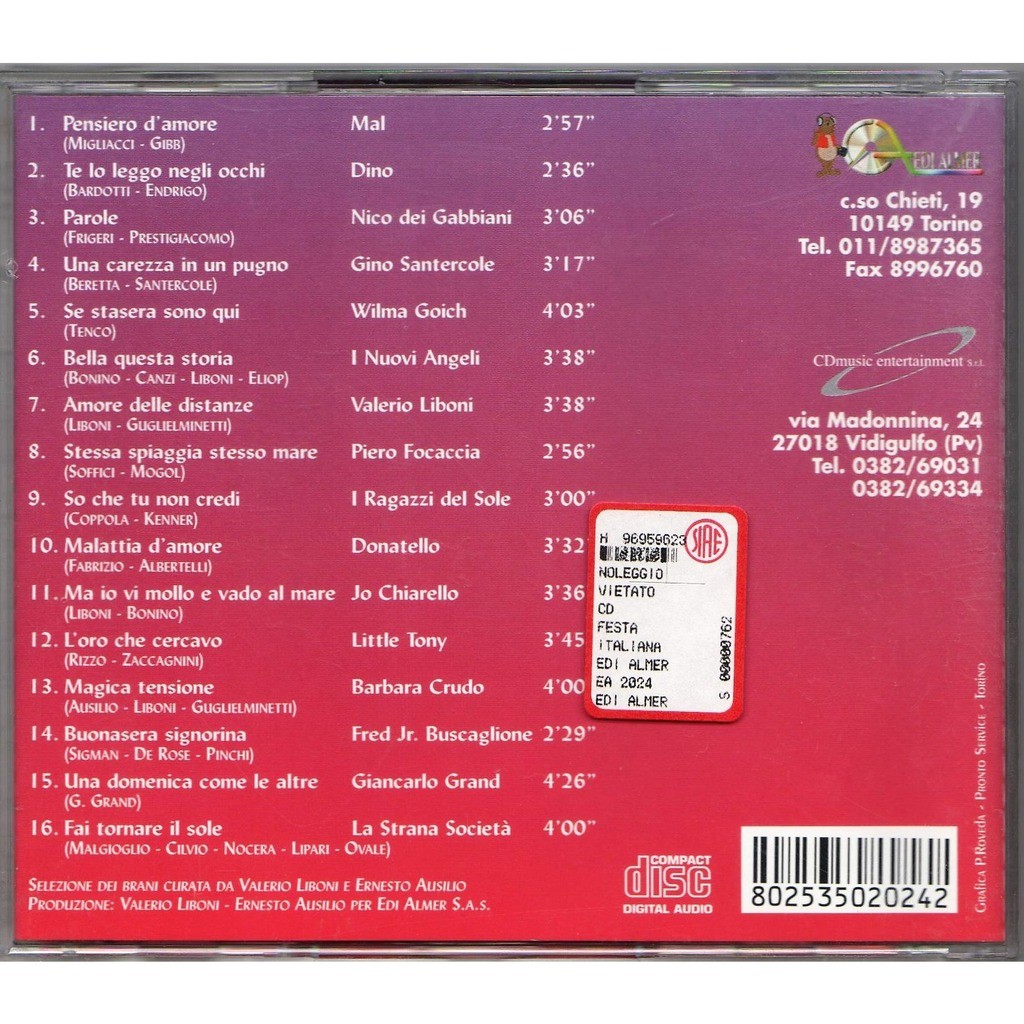 1. Pensiero d'amore Mal 2'57"
(Migliacci - Gibb)
2. Te lo leggo negli occhi Dino 2'36"
(Bardotti - Endrigo)
3. Parole Nico dei Gabbiani 3'06"
(Frigeri - Prestigiacomo)
4. Una carezza in un pugno Gino Santercole 3'17"
(Beretta - Santercole)
5. Se stasera sono qui Wilma Goich 4'03"
(Tenco)
6. Bella questa storia I Nuovi Angeli 3'38"
(Bonino - Canzi - Liboni - Eliop)
7. Amore delle distanze Valerio Liboni 3'38"
(Liboni - Guglielminetti)
8. Stessa spiaggia stesso mare Piero Focaccia 2'56"
(Soffici - Mogol)
9. So che tu non credi I Ragazzi del Sole 3'00"
(Coppola - Kenner)
10. Malattia d'amore Donatello 3'32
(Fabrizio - Albertelli)
11. Ma io vi mollo e vado al mare Jo Chiarello 3'36
(Liboni - Bonino)
12. L'oro che cercavo Little Tony 3'45
(Rizzo - Zaccagnini)
13. Magica tensione Barbara Crudo 4'00
(Ausilio - Liboni - Guglielminetti)
14. Buonasera signorina Fred Jr. Buscaglione 2'29"
(Sigman - De Rose - Pinchi)
15. Una domenica come le altre Giancarlo Grand 4'26"
(G. Grand)
16. Fai tornare il sole La Strana Società 4'00"
(Malgioglio - Cilvio - Nocera - Lipari - Ovale)
Selezione dei brani curata da Valerio Liboni e Ernesto Ausilio
Produzione: Valerio Liboni - Ernesto Ausilio per Edi Almer S.a.s.
EDI ALMER
c.so Chieti, 19
10149 Torino
Tel. 011/8987365
Fax 8996760
CDmusic entertainment s.r.l.
via Madonnina, 24
27018 Vidigulfo (Pv)
Tel. 0382/69031
0382/69334
H 96959623
SIAE
NOLEGGIO
VIETATO
CD
FESTA
ITALIANA
EDI ALMER
EA 2024
EDI ALMER
S 00000762
COMPACT
disc
DIGITAL AUDIO
802535020242
Grafica P.Roveda - Pronto Service - Torino